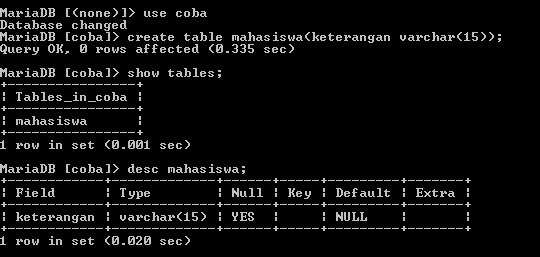 MariaDB [(none)]> use coba
Database changed
MariaDB [coba]> create table mahasiswa(keterangan varchar(15));
Query OK, 0 rows affected (0.335 sec)
MariaDB [coba]> show tables;
+----------------+
| Tables_in_coba |
+----------------+
| mahasiswa      |
+----------------+
1 row in set (0.001 sec)
MariaDB [coba]> desc mahasiswa;
+------------+-------------+------+-----+---------+-------+
| Field      | Type        | Null | Key | Default | Extra |
+------------+-------------+------+-----+---------+-------+
| keterangan | varchar(15) | YES  |     | NULL    |       |
+------------+-------------+------+-----+---------+-------+
1 row in set (0.020 sec)